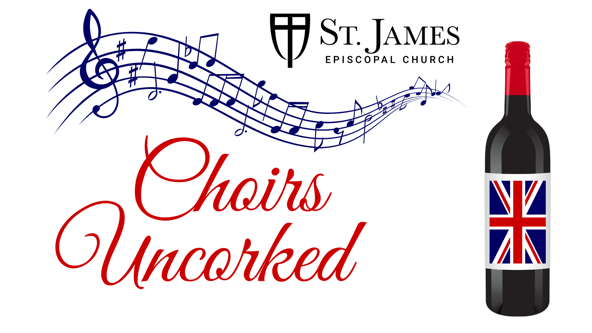 St. James
EPISCOPAL CHURCH
Choirs
Uncorked